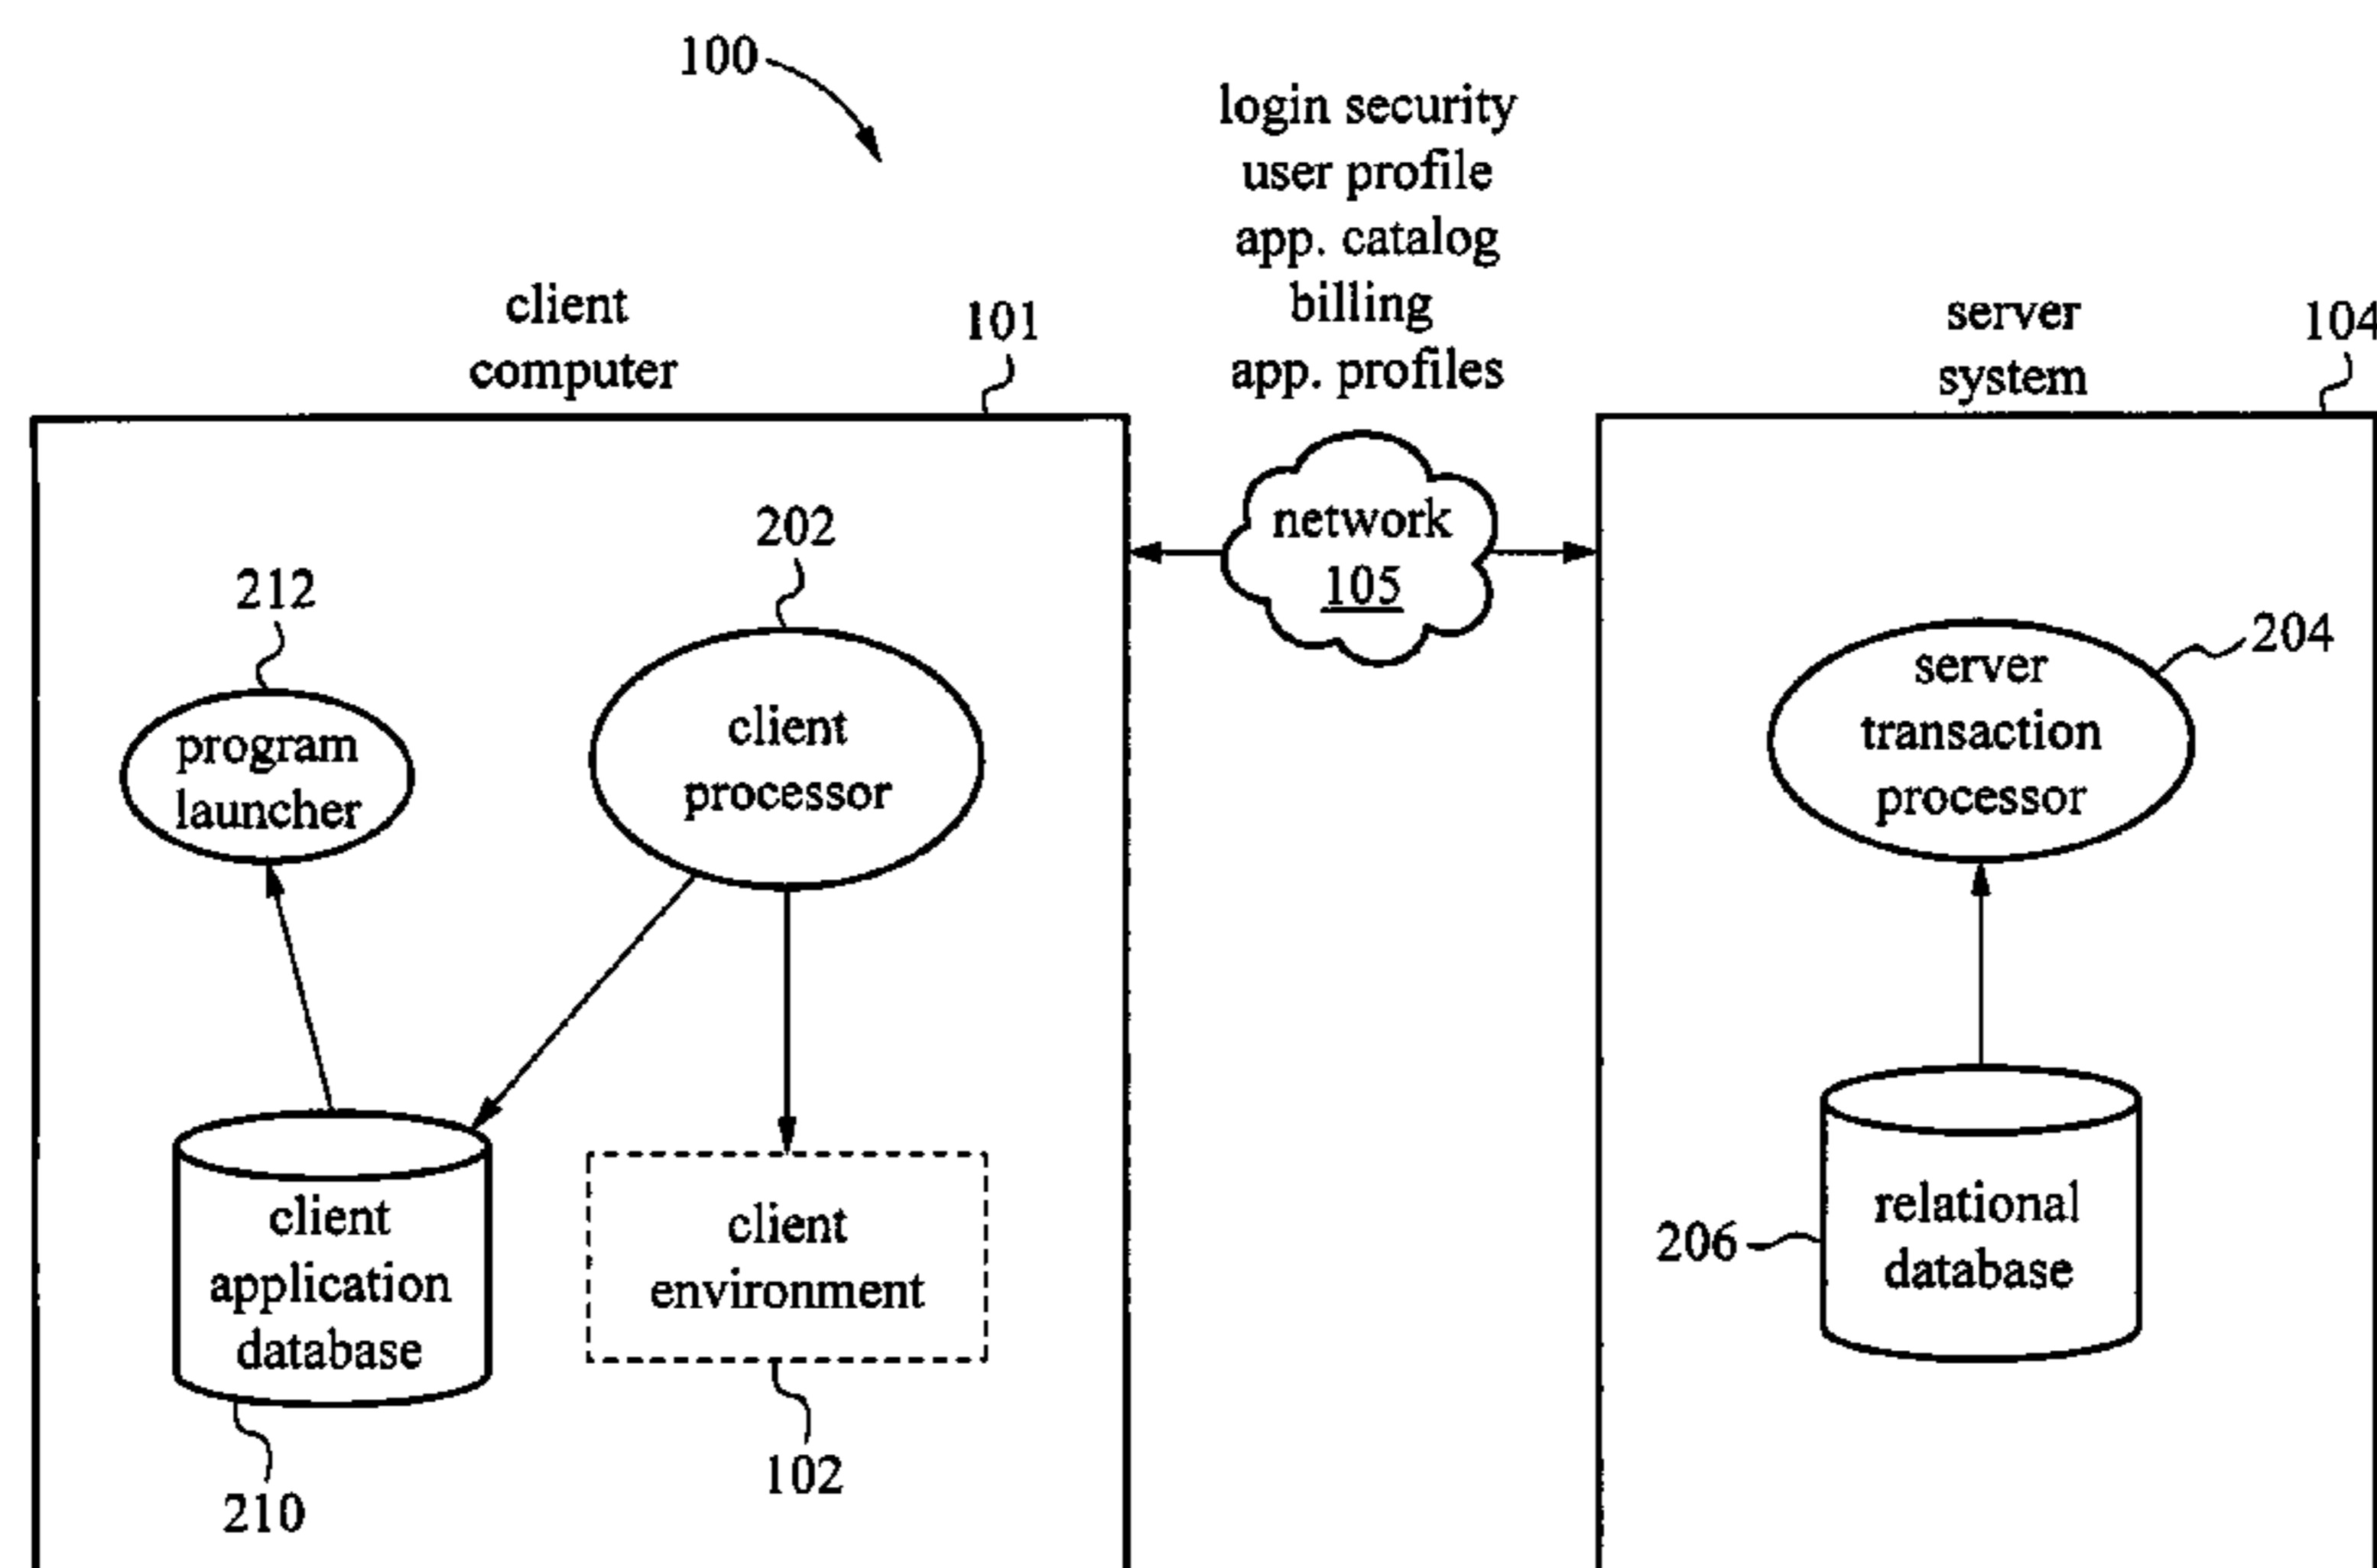 100
login security
user profile
app. catalog
billing
app. profiles
client
computer
101
server
system
104
network
105
202
client
processor
212
program
launcher
204
server
transaction
processor
client
application
database
210
client
environment
102
206
relational
database